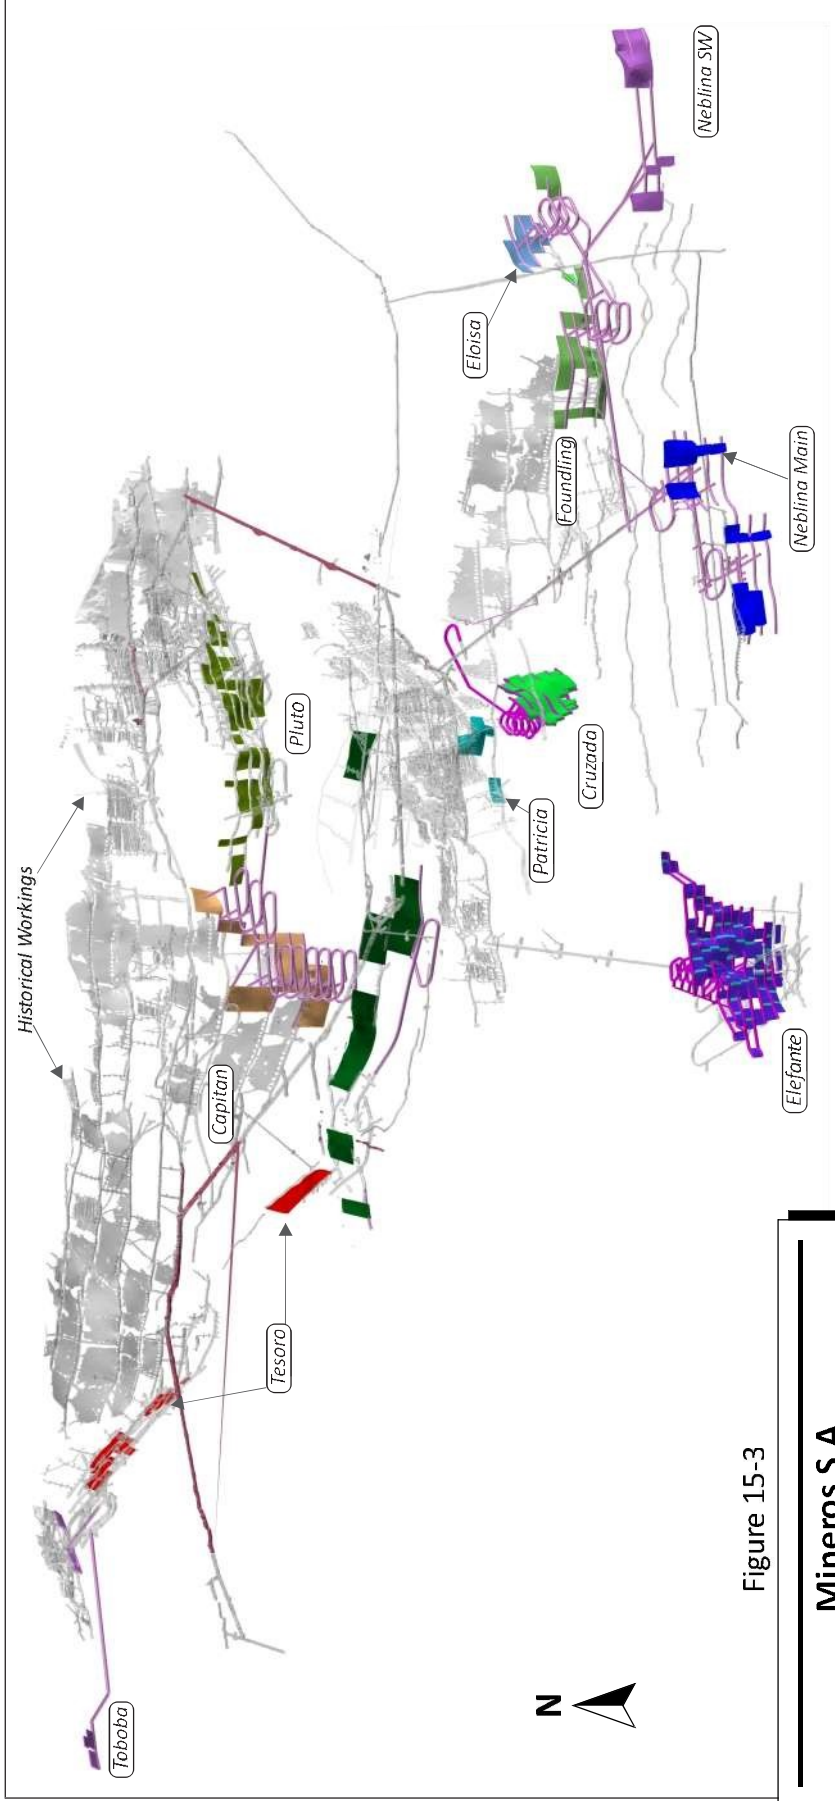 Historical Workings
Toboba
Tesoro
Capitan
Pluto
Patricia
Cruzada
Elefante
Eloisa
Foundling
Neblina Main
Neblina SW
N
Figure 15-3
Mineros S.A.